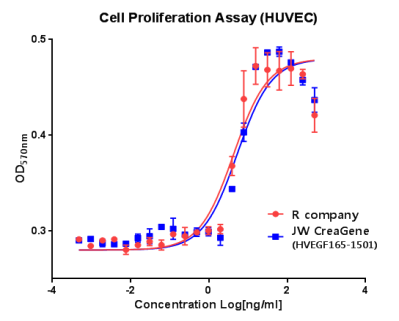 Cell Proliferation Assay (HUVEC)
0.5
0.4
0.3
OD570nm
-4
-2
0
2
4
Concentration Log[ng/ml]
R company
JW CreaGene
(HVEGF165-1501)